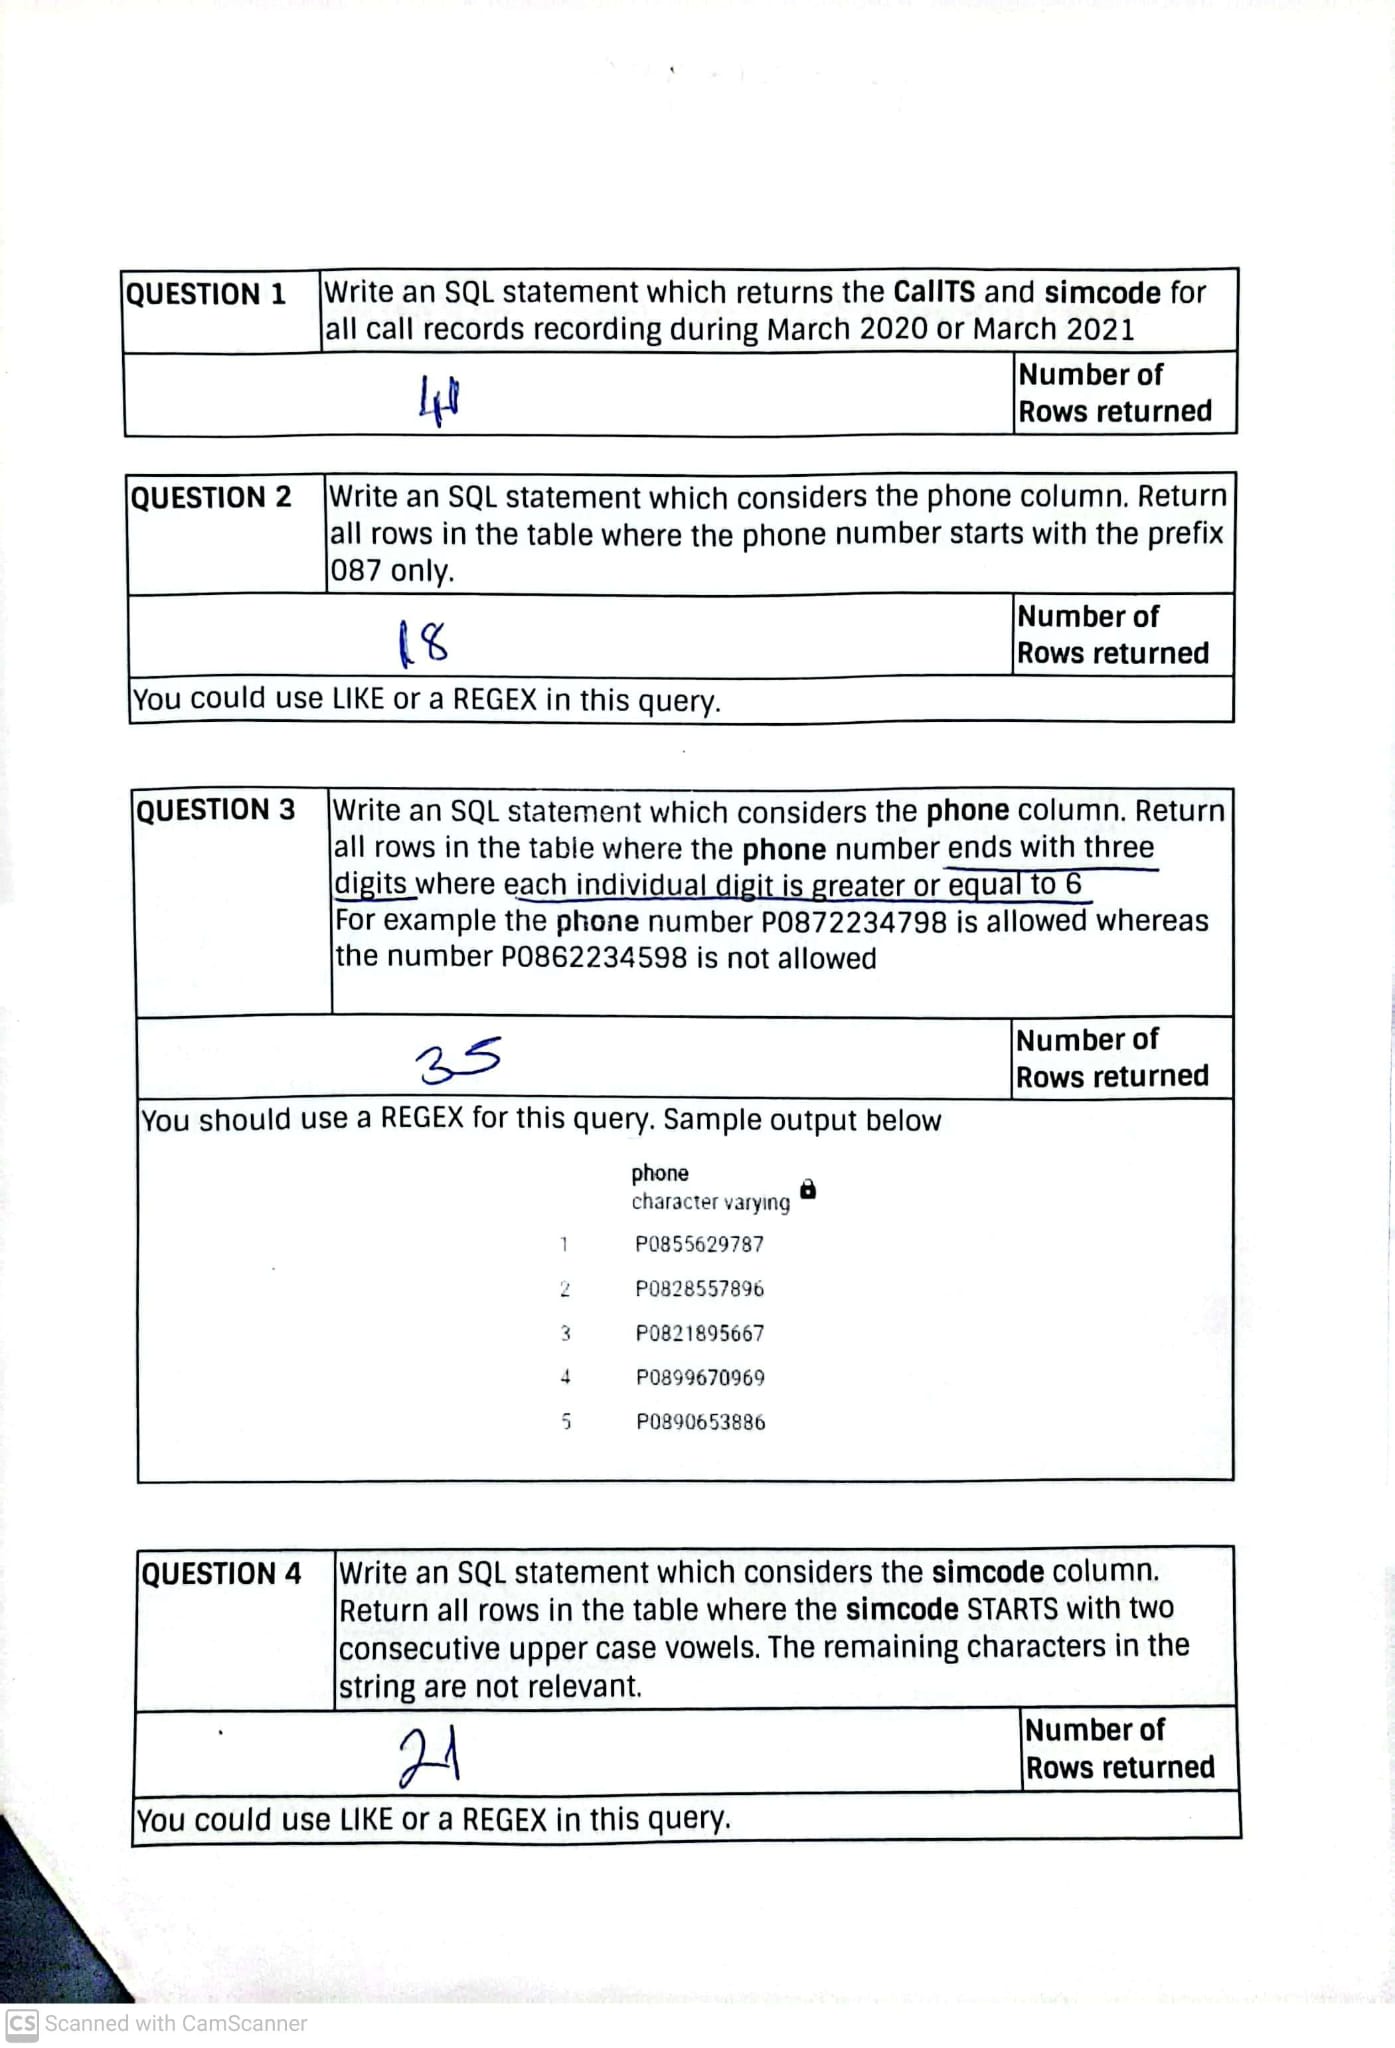 QUESTION 1
Write an SQL statement which returns the CallTS and simcode for
all call records recording during March 2020 or March 2021
Number of
Rows returned
QUESTION 2
Write an SQL statement which considers the phone column. Return
all rows in the table where the phone number starts with the prefix
087 only.
18
Number of
Rows returned
You could use LIKE or a REGEX in this query.
QUESTION 3
Write an SQL statement which considers the phone column. Return
all rows in the table where the phone number ends with three
digits where each individual digit is greater or equal to 6
For example the phone number P0872234798 is allowed whereas
the number P0862234598 is not allowed
35
Number of
Rows returned
You should use a REGEX for this query. Sample output below
phone
character varying
1 P0855629787
2 P0828557896
3 P0821895667
4 P0899670969
5 P0890653886
QUESTION 4
Write an SQL statement which considers the simcode column.
Return all rows in the table where the simcode STARTS with two
consecutive upper case vowels. The remaining characters in the
string are not relevant.
21
Number of
Rows returned
You could use LIKE or a REGEX in this query.
CS Scanned with CamScanner